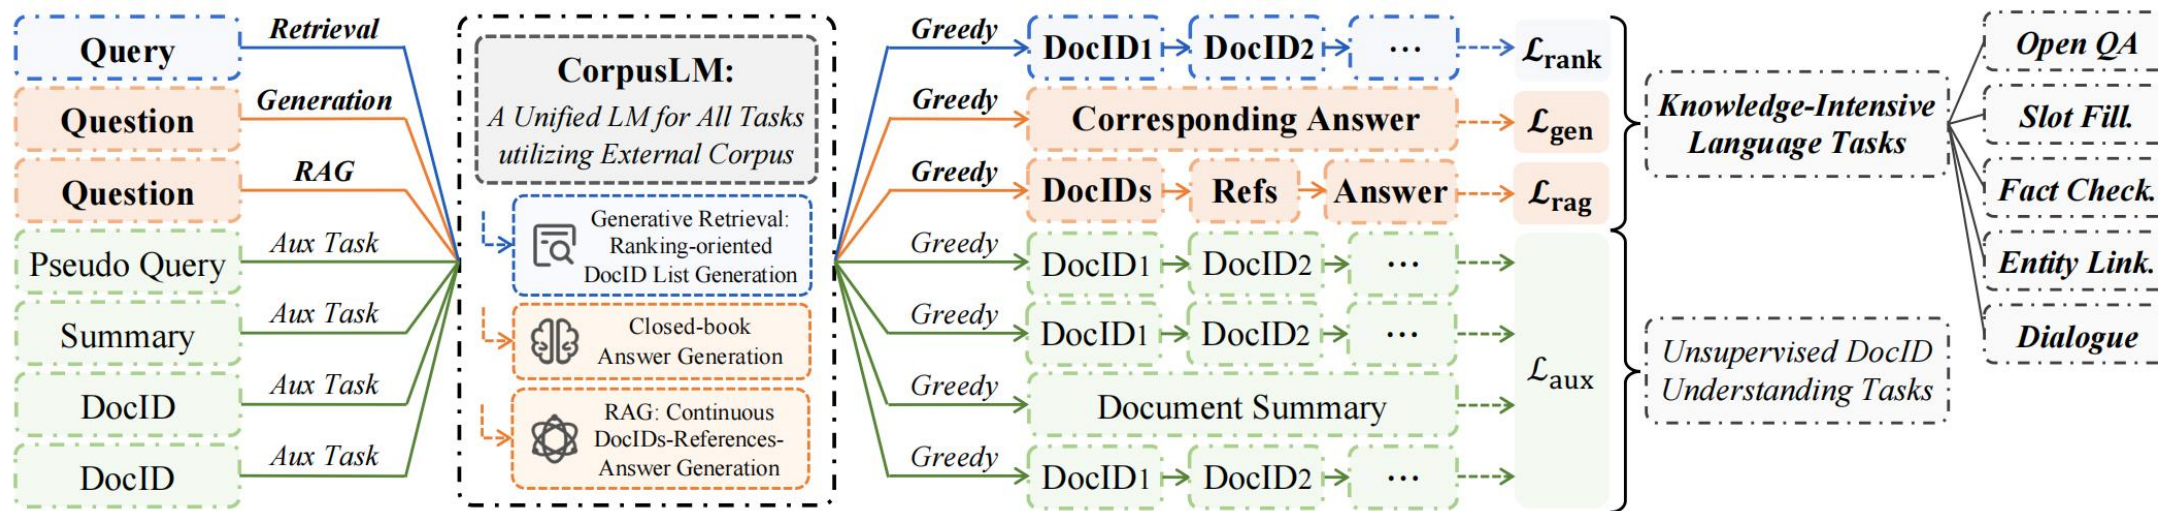 Query
Question
Question
Pseudo Query
Summary
DocID
DocID
Retrieval
Generation
RAG
Aux Task
Aux Task
Aux Task
Aux Task
CorpusLM:
A Unified LM for All Tasks
utilizing External Corpus
Generative Retrieval:
Ranking-oriented
DocID List Generation
Closed-book
Answer Generation
RAG: Continuous
DocIDs-References-
Answer Generation
Greedy
DocID1
DocID2
...
ℒrank
Greedy
Corresponding Answer
ℒgen
Greedy
DocIDs
Refs
Answer
ℒrag
Greedy
DocID1
DocID2
...
Greedy
DocID1
DocID2
...
Greedy
Document Summary
Greedy
DocID1
DocID2
...
ℒaux
Knowledge-Intensive
Language Tasks
Unsupervised DocID
Understanding Tasks
Open QA
Slot Fill.
Fact Check.
Entity Link.
Dialogue